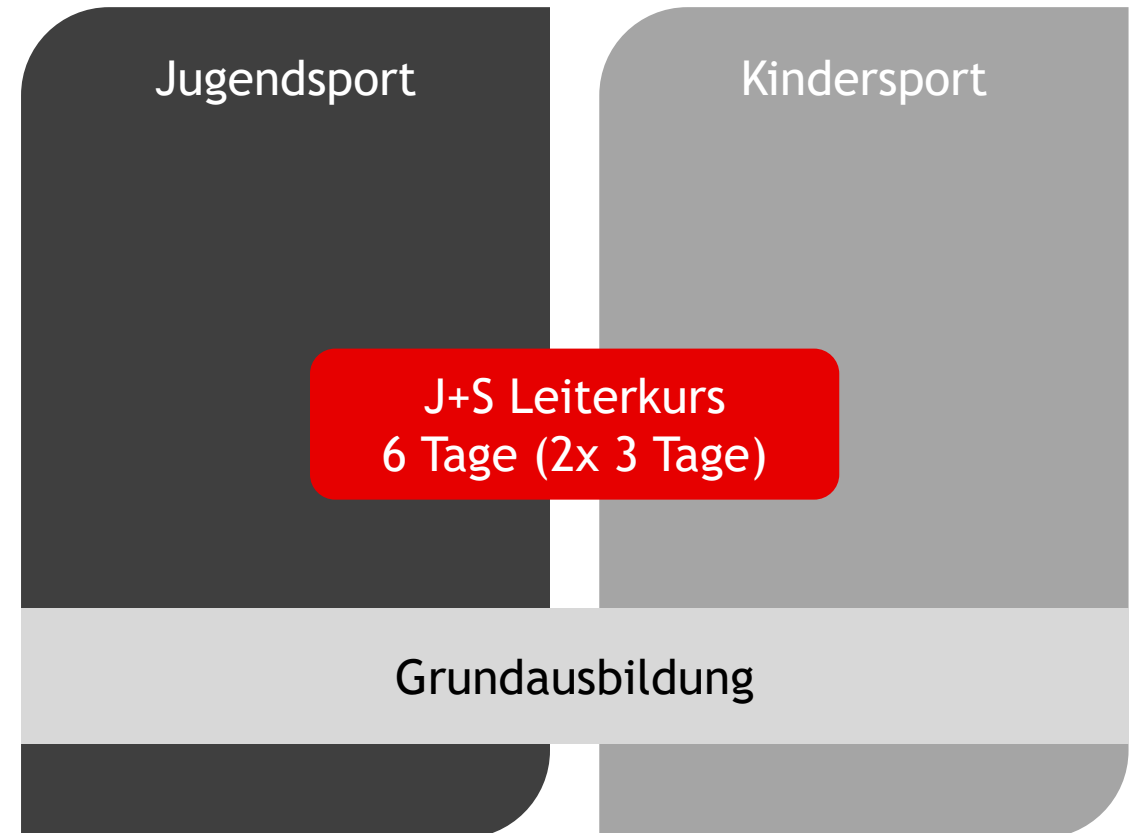 Jugendsport
Kindersport
J+S Leiterkurs
6 Tage (2x 3 Tage)
Grundausbildung